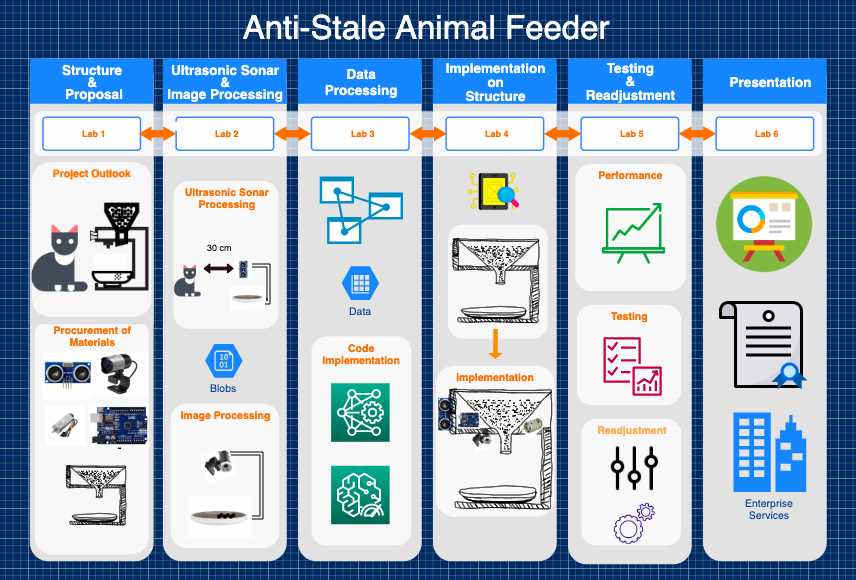 Anti-Stale Animal Feeder
Structure
&
Proposal
Ultrasonic Sonar
&
Image Processing
Data
Processing
Implementation
on
Structure
Testing
&
Readjustment
Presentation
Lab 1
Lab 2
Lab 3
Lab 4
Lab 5
Lab 6
Project Outlook
Procurement of
Materials
Ultrasonic Sonar
Processing
30 cm
Blobs
10
01
Image Processing
Data
Code
Implementation
implementation
Performance
Testing
Readjustment
Enterprise
Services